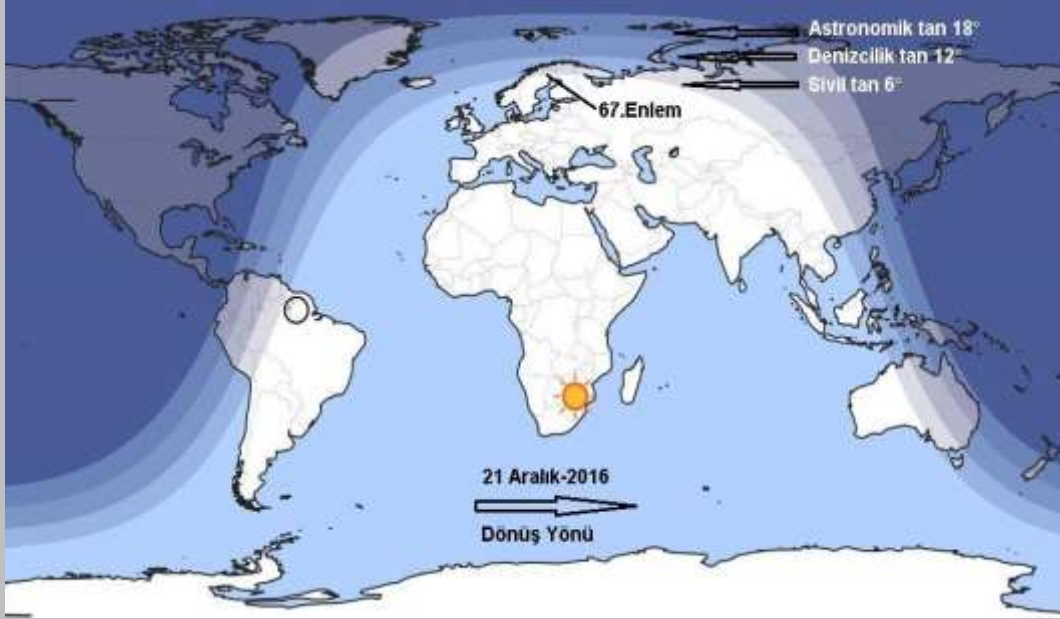 Astronomik tan 18°
Denizcilik tan 12°
Sivil tan 6°
67.Enlem
21 Aralık-2016
Dönüş Yönü